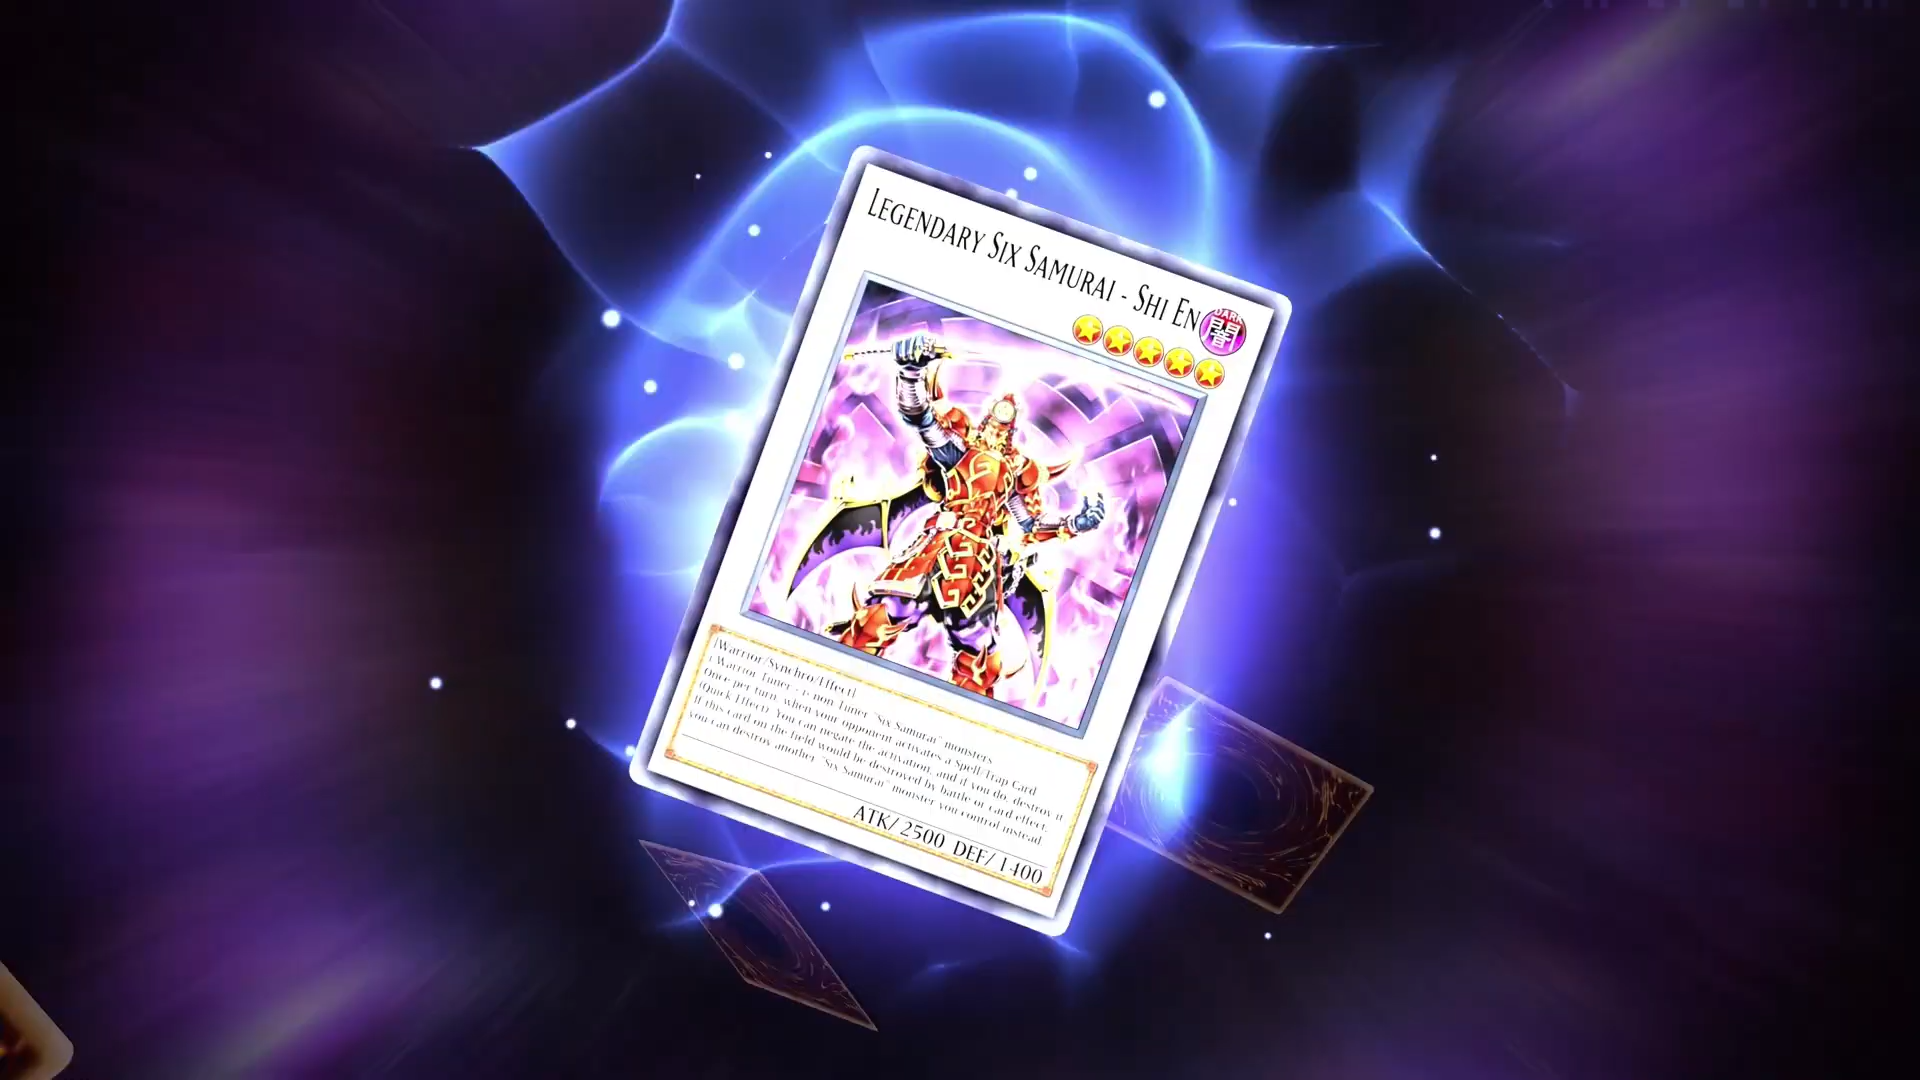 LEGENDARY SIX SAMURAI - SHI EN
DARK
闇
[Warrior/Synchro/Effect]
1 Warrior Tuner + 1+ non-Tuner "Six Samurai" monsters
Once per turn, when your opponent activates a Spell/Trap Card
(Quick Effect): You can negate the activation, and if you do, destroy it.
If this card on the field would be destroyed by battle or card effect,
you can destroy another "Six Samurai" monster you control instead.
ATK/2500 DEF/1400